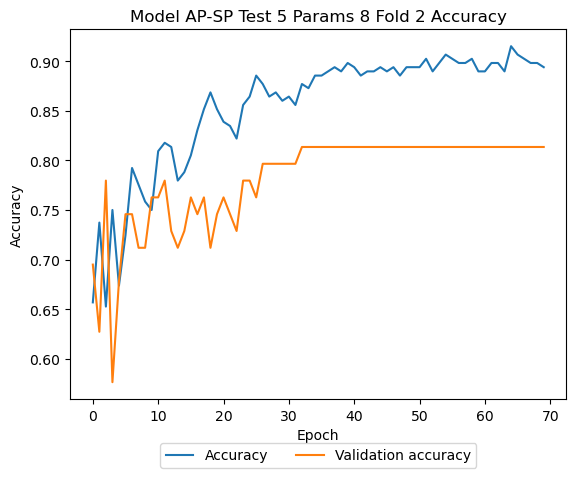 Model AP-SP Test 5 Params 8 Fold 2 Accuracy
0.90
0.85
0.80
0.75
0.70
0.65
0.60
Accuracy
0 10 20 30 40 50 60 70
Epoch
Accuracy Validation accuracy